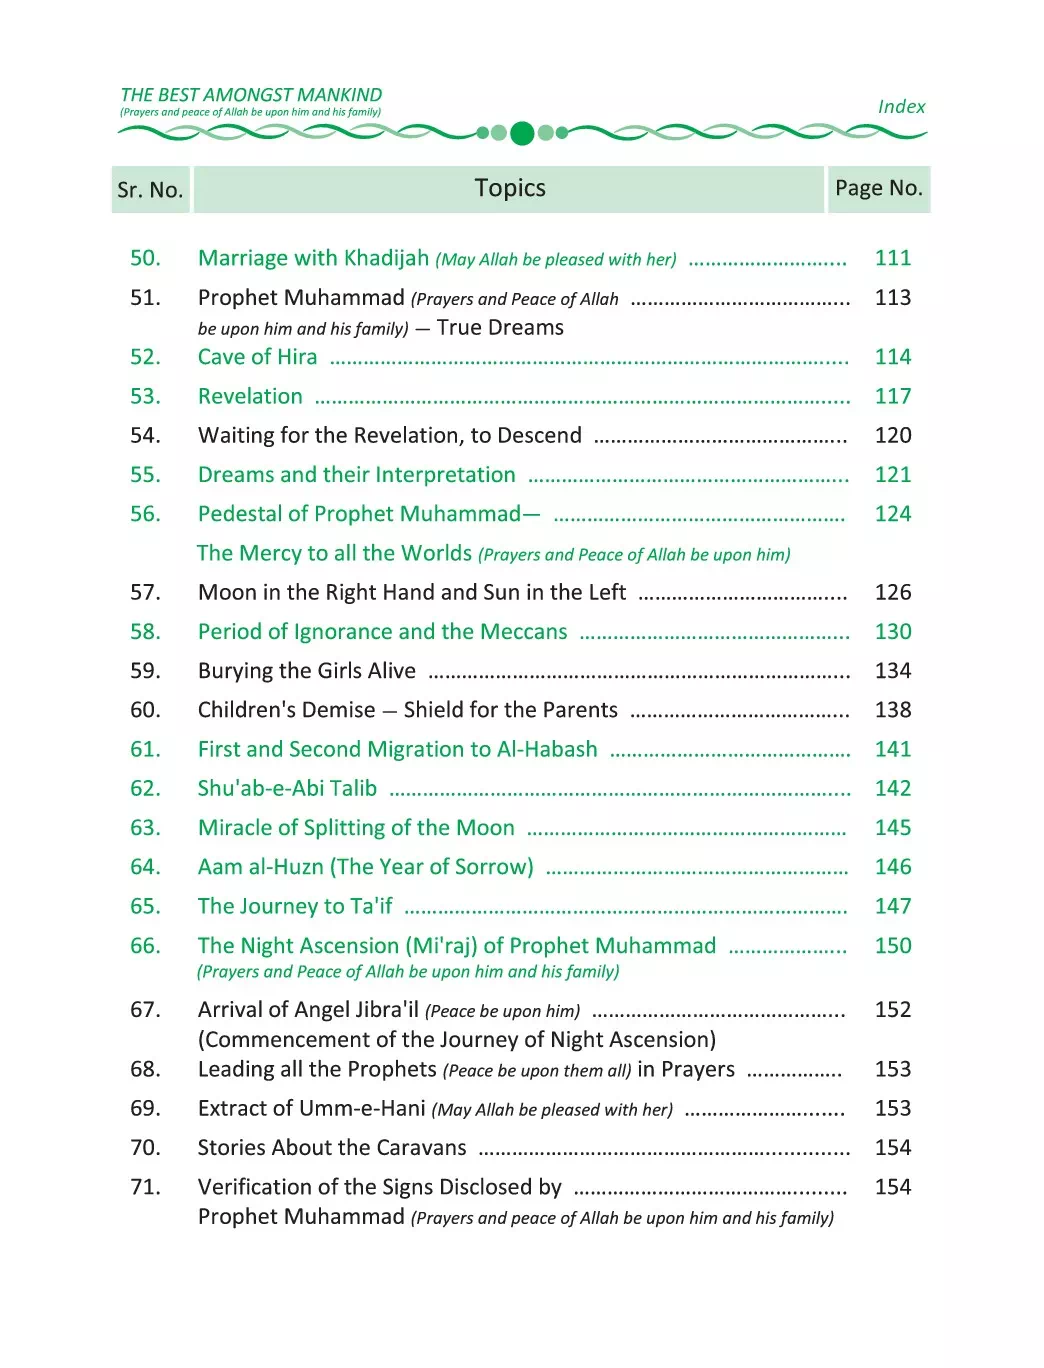 THE BEST AMONGST MANKIND
(Prayers and peace of Allah be upon him and his family)
Index
Sr. No. Topics Page No.
50. Marriage with Khadijah (May Allah be pleased with her) ........................... 111
51. Prophet Muhammad (Prayers and Peace of Allah ........................... 113
be upon him and his family) — True Dreams
52. Cave of Hira ........................... 114
53. Revelation ........................... 117
54. Waiting for the Revelation, to Descend ........................... 120
55. Dreams and their Interpretation ........................... 121
56. Pedestal of Prophet Muhammad— ........................... 124
The Mercy to all the Worlds (Prayers and Peace of Allah be upon him)
57. Moon in the Right Hand and Sun in the Left ........................... 126
58. Period of Ignorance and the Meccans ........................... 130
59. Burying the Girls Alive ........................... 134
60. Children's Demise — Shield for the Parents ........................... 138
61. First and Second Migration to Al-Habash ........................... 141
62. Shu'ab-e-Abi Talib ........................... 142
63. Miracle of Splitting of the Moon ........................... 145
64. Aam al-Huzn (The Year of Sorrow) ........................... 146
65. The Journey to Ta'if ........................... 147
66. The Night Ascension (Mi'raj) of Prophet Muhammad ..................... 150
(Prayers and Peace of Allah be upon him and his family)
67. Arrival of Angel Jibra'il (Peace be upon him) ........................... 152
(Commencement of the Journey of Night Ascension)
68. Leading all the Prophets (Peace be upon them all) in Prayers ................. 153
69. Extract of Umm-e-Hani (May Allah be pleased with her) ........................... 153
70. Stories About the Caravans ........................... 154
71. Verification of the Signs Disclosed by ........................... 154
Prophet Muhammad (Prayers and peace of Allah be upon him and his family)